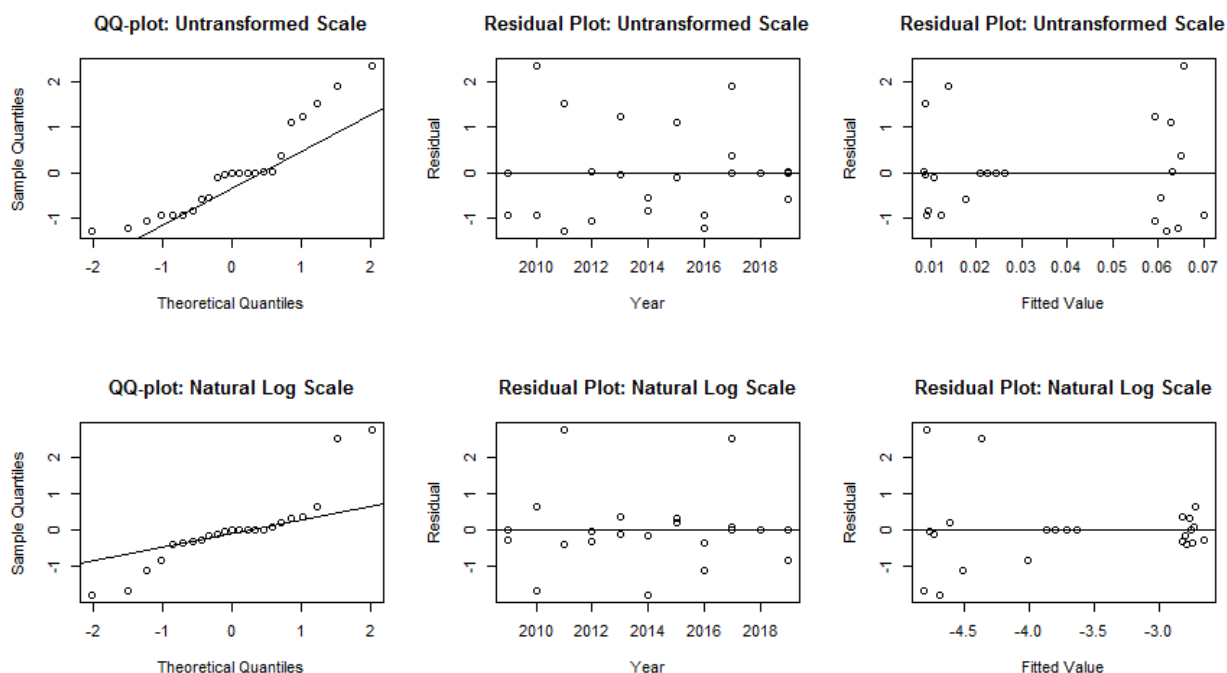 QQ-plot: Untransformed Scale
Sample Quantiles
2
1
0
-1
-2 -1 0 1 2
Theoretical Quantiles
Residual Plot: Untransformed Scale
Residual
2
1
0
-1
2010 2012 2014 2016 2018
Year
Residual Plot: Untransformed Scale
Residual
2
1
0
-1
0.01 0.02 0.03 0.04 0.05 0.06 0.07
Fitted Value
QQ-plot: Natural Log Scale
Sample Quantiles
2
1
0
-1
-2 -1 0 1 2
Theoretical Quantiles
Residual Plot: Natural Log Scale
Residual
2
1
0
-1
2010 2012 2014 2016 2018
Year
Residual Plot: Natural Log Scale
Residual
2
1
0
-1
-4.5 -4.0 -3.5 -3.0
Fitted Value